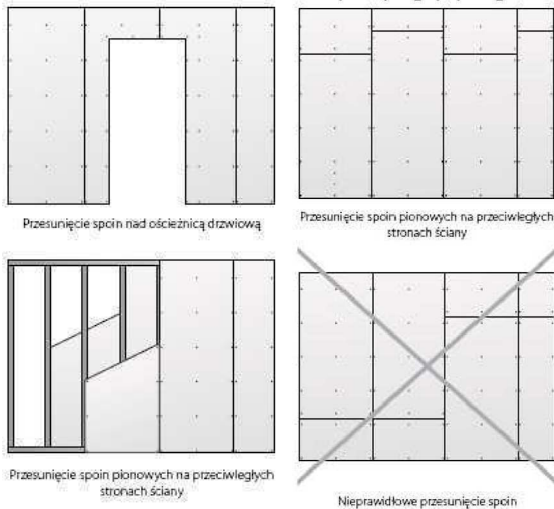 Przesunięcie spoin nad ościeżnicą drzwiową
Przesunięcie spoin pionowych na przeciwległych
stronach ściany
Przesunięcie spoin pionowych na przeciwległych
stronach ściany
Nieprawidłowe przesunięcie spoin